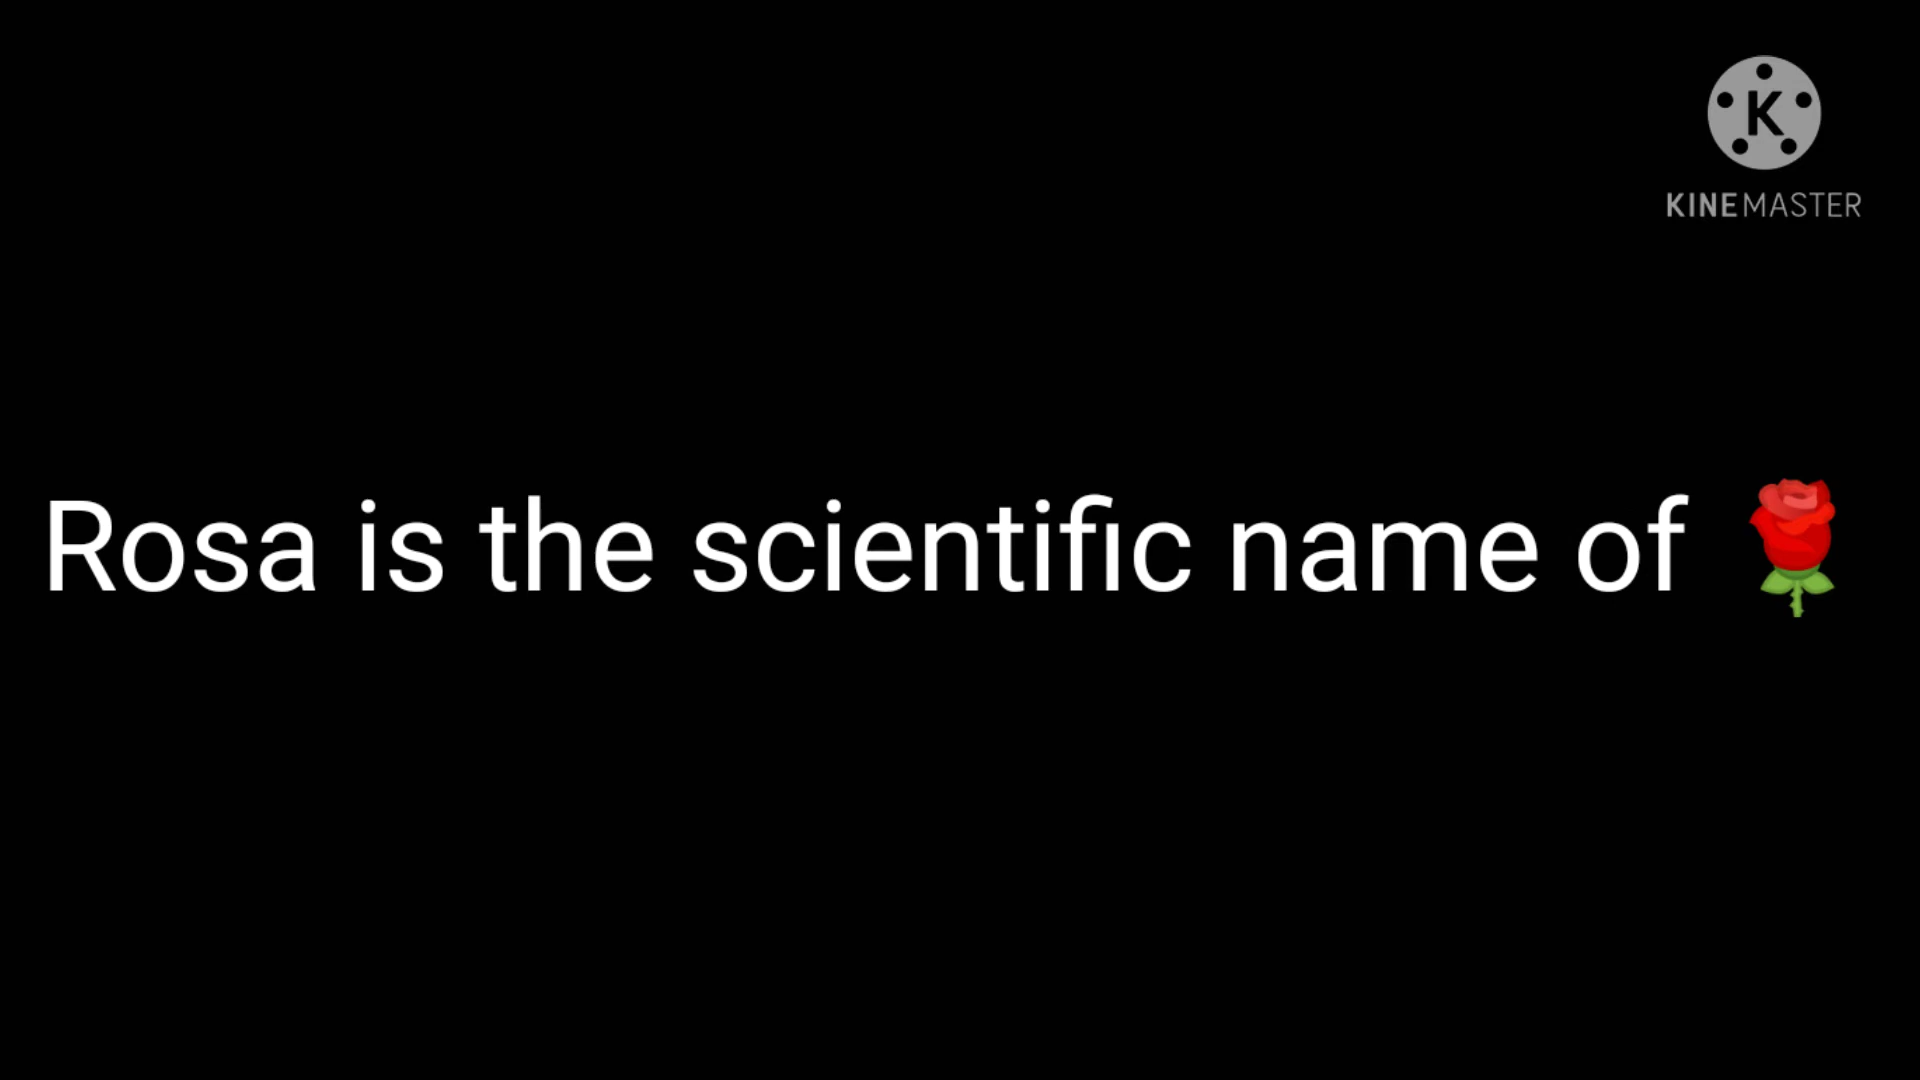 K
KINEMASTER
Rosa is the scientific name of 🌹